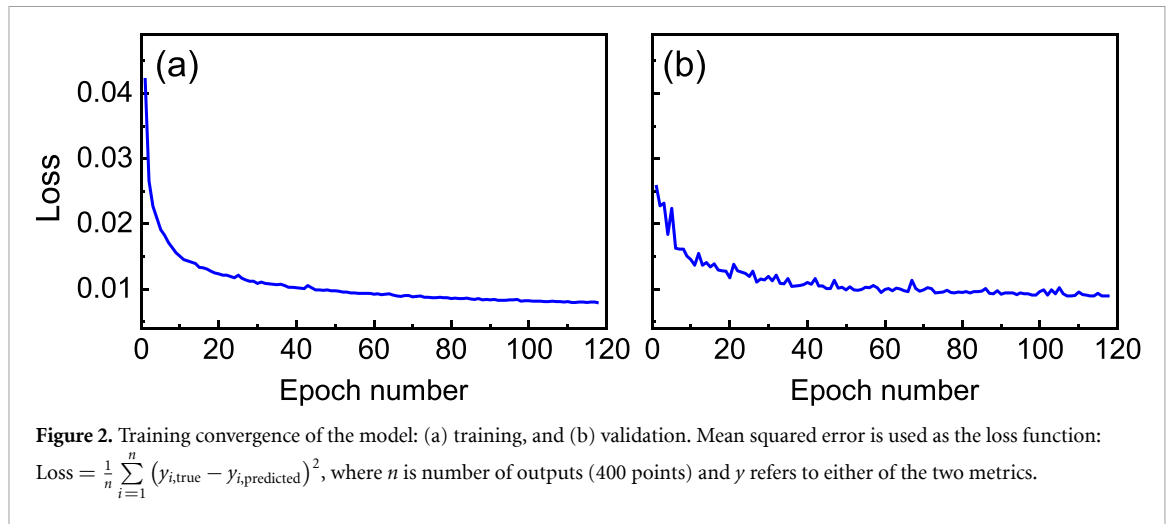 (a)
(b)
0.04
0.03
0.02
0.01
Loss
0 20 40 60 80 100 120
0 20 40 60 80 100 120
Epoch number
Epoch number
Figure 2. Training convergence of the model: (a) training, and (b) validation. Mean squared error is used as the loss function:
Loss = 1/n ∑_{i=1}^{n} (y_{i,true} − y_{i,predicted})^2, where n is number of outputs (400 points) and y refers to either of the two metrics.